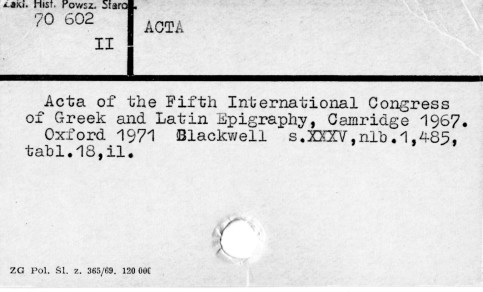 Zakł. Hist. Powsz. Staro
70 602
II
ACTA
Acta of the Fifth International Congress
of Greek and Latin Epigraphy, Camridge 1967.
Oxford 1971 Blackwell s.XXXV,nlb.1,485,
tabl.18,il.
ZG Pol. Śl. z. 365/69. 120 000